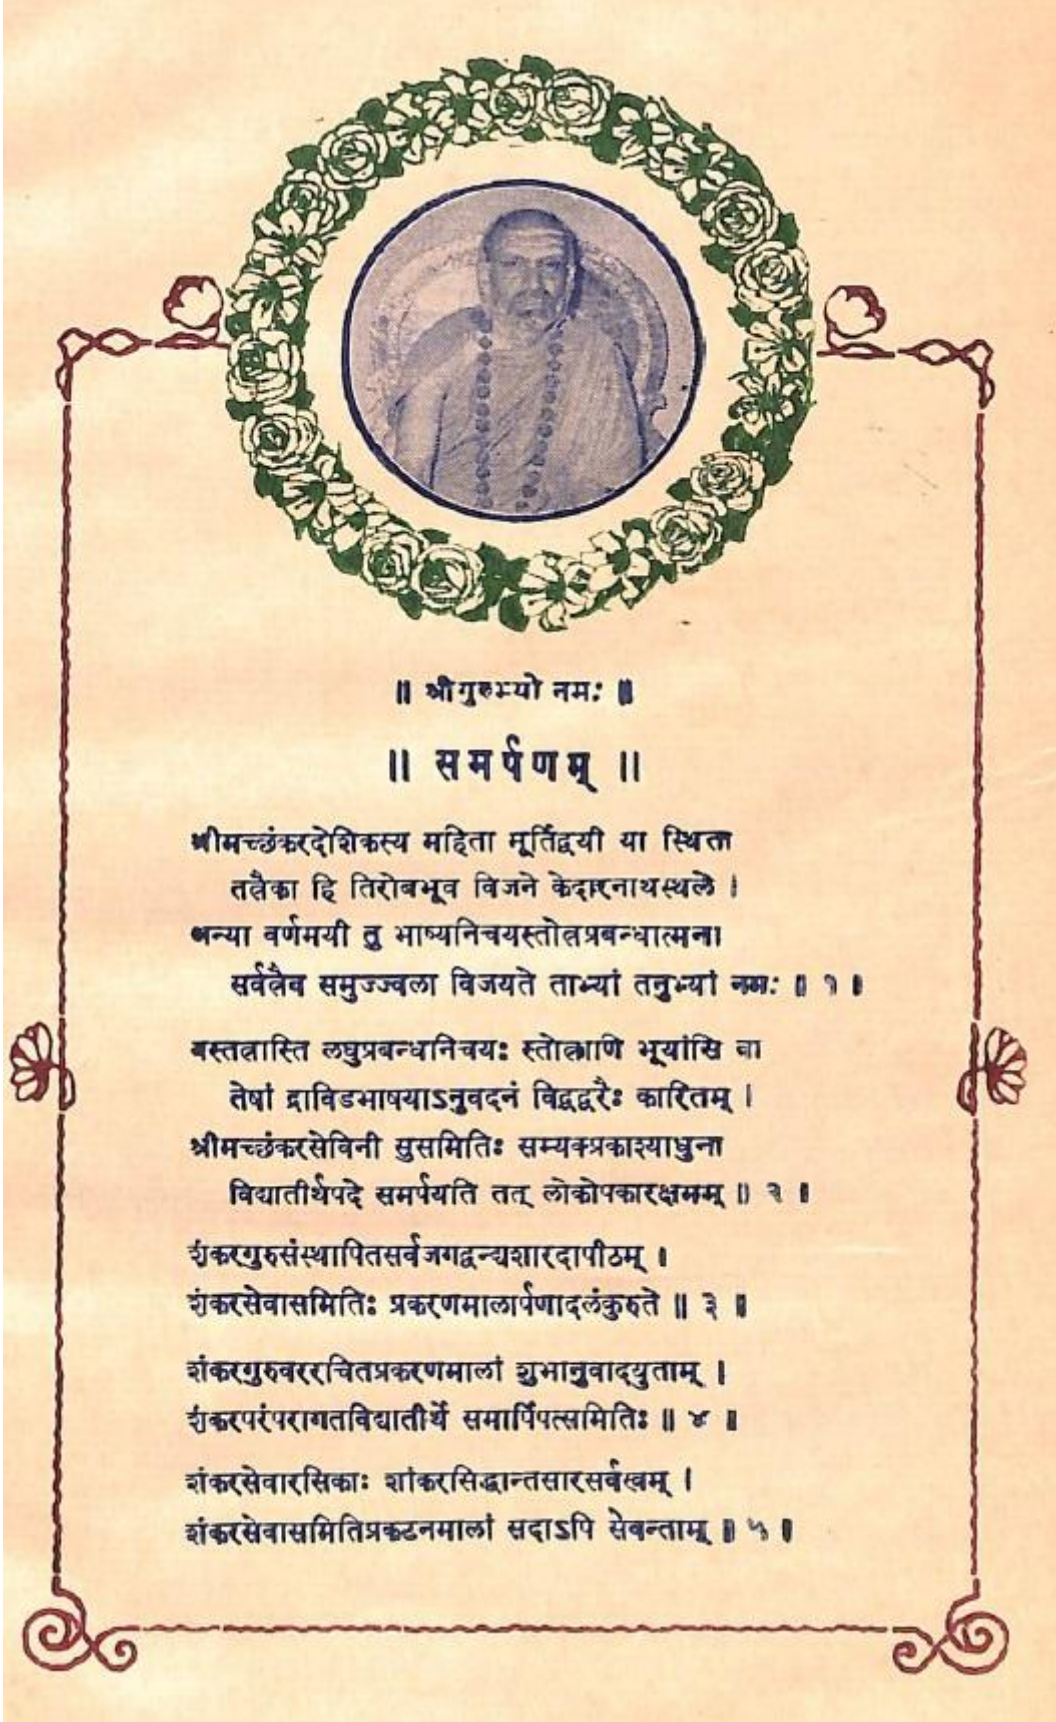 ॥ श्रीगुरुभ्यो नमः ॥
॥ समर्पणम् ॥
श्रीमच्छंकरदेशिकस्य महिता मूर्तिद्वयी या स्थिता
तत्रैका हि तिरोबभूव विजने केदारनाथस्थले ।
अन्या वर्णमयी तु भाष्यनिचयस्तोत्रप्रबन्धात्मना
सर्वत्रैव समुज्ज्वला विजयते ताभ्यां तनुभ्यां नमः ॥ १ ॥
यस्तत्रास्ति लघुप्रबन्धनिचयः स्तोत्राणि भूयांसि वा
तेषां द्राविडभाषयाऽनुवदनं विद्वद्वरैः कारितम् ।
श्रीमच्छंकरसेविनी सुसमितिः सम्यक्प्रकाश्याधुना
विद्यातीर्थपदे समर्पयति तत् लोकोपकारक्षमम् ॥ २ ॥
शंकरगुरुसंस्थापितसर्वजगद्वन्द्यशारदापीठम् ।
शंकरसेवासमितिः प्रकरणमालार्पणादलंकुरुते ॥ ३ ॥
शंकरगुरुवररचितप्रकरणमालां शुभानुवादयुताम् ।
शंकरपरंपरागतविद्यातीर्थे समार्पिपत्समितिः ॥ ४ ॥
शंकरसेवारसिकाः शांकरसिद्धान्तसारसर्वस्वम् ।
शंकरसेवासमितिप्रकटनमालां सदाऽपि सेवन्ताम् ॥ ५ ॥